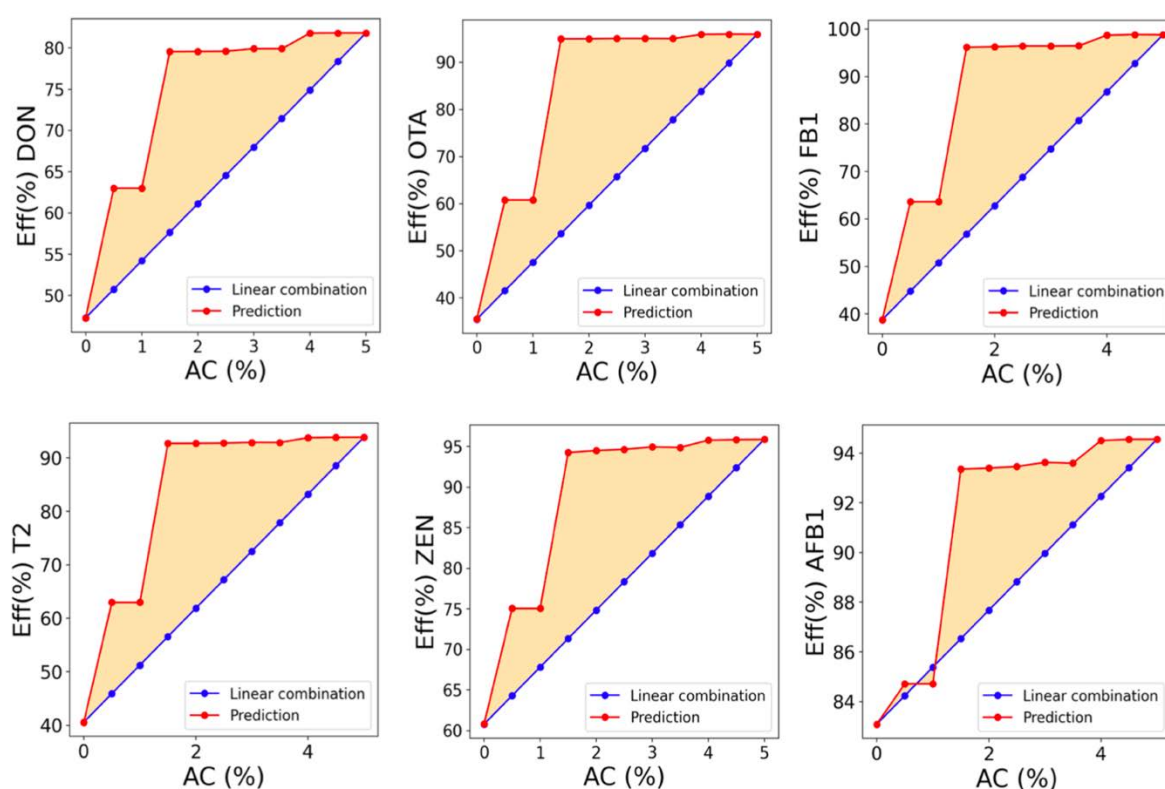 Eff(%) DON
80
75
70
65
60
55
50
0 1 2 3 4 5
AC (%)
Linear combination
Prediction
Eff(%) OTA
90
80
70
60
50
40
0 1 2 3 4 5
AC (%)
Linear combination
Prediction
Eff(%) FB1
100
90
80
70
60
50
40
0 2 4
AC (%)
Linear combination
Prediction
Eff(%) T2
90
80
70
60
50
40
0 2 4
AC (%)
Linear combination
Prediction
Eff(%) ZEN
95
90
85
80
75
70
65
60
0 1 2 3 4 5
AC (%)
Linear combination
Prediction
Eff(%) AFB1
94
92
90
88
86
84
0 2 4
AC (%)
Linear combination
Prediction